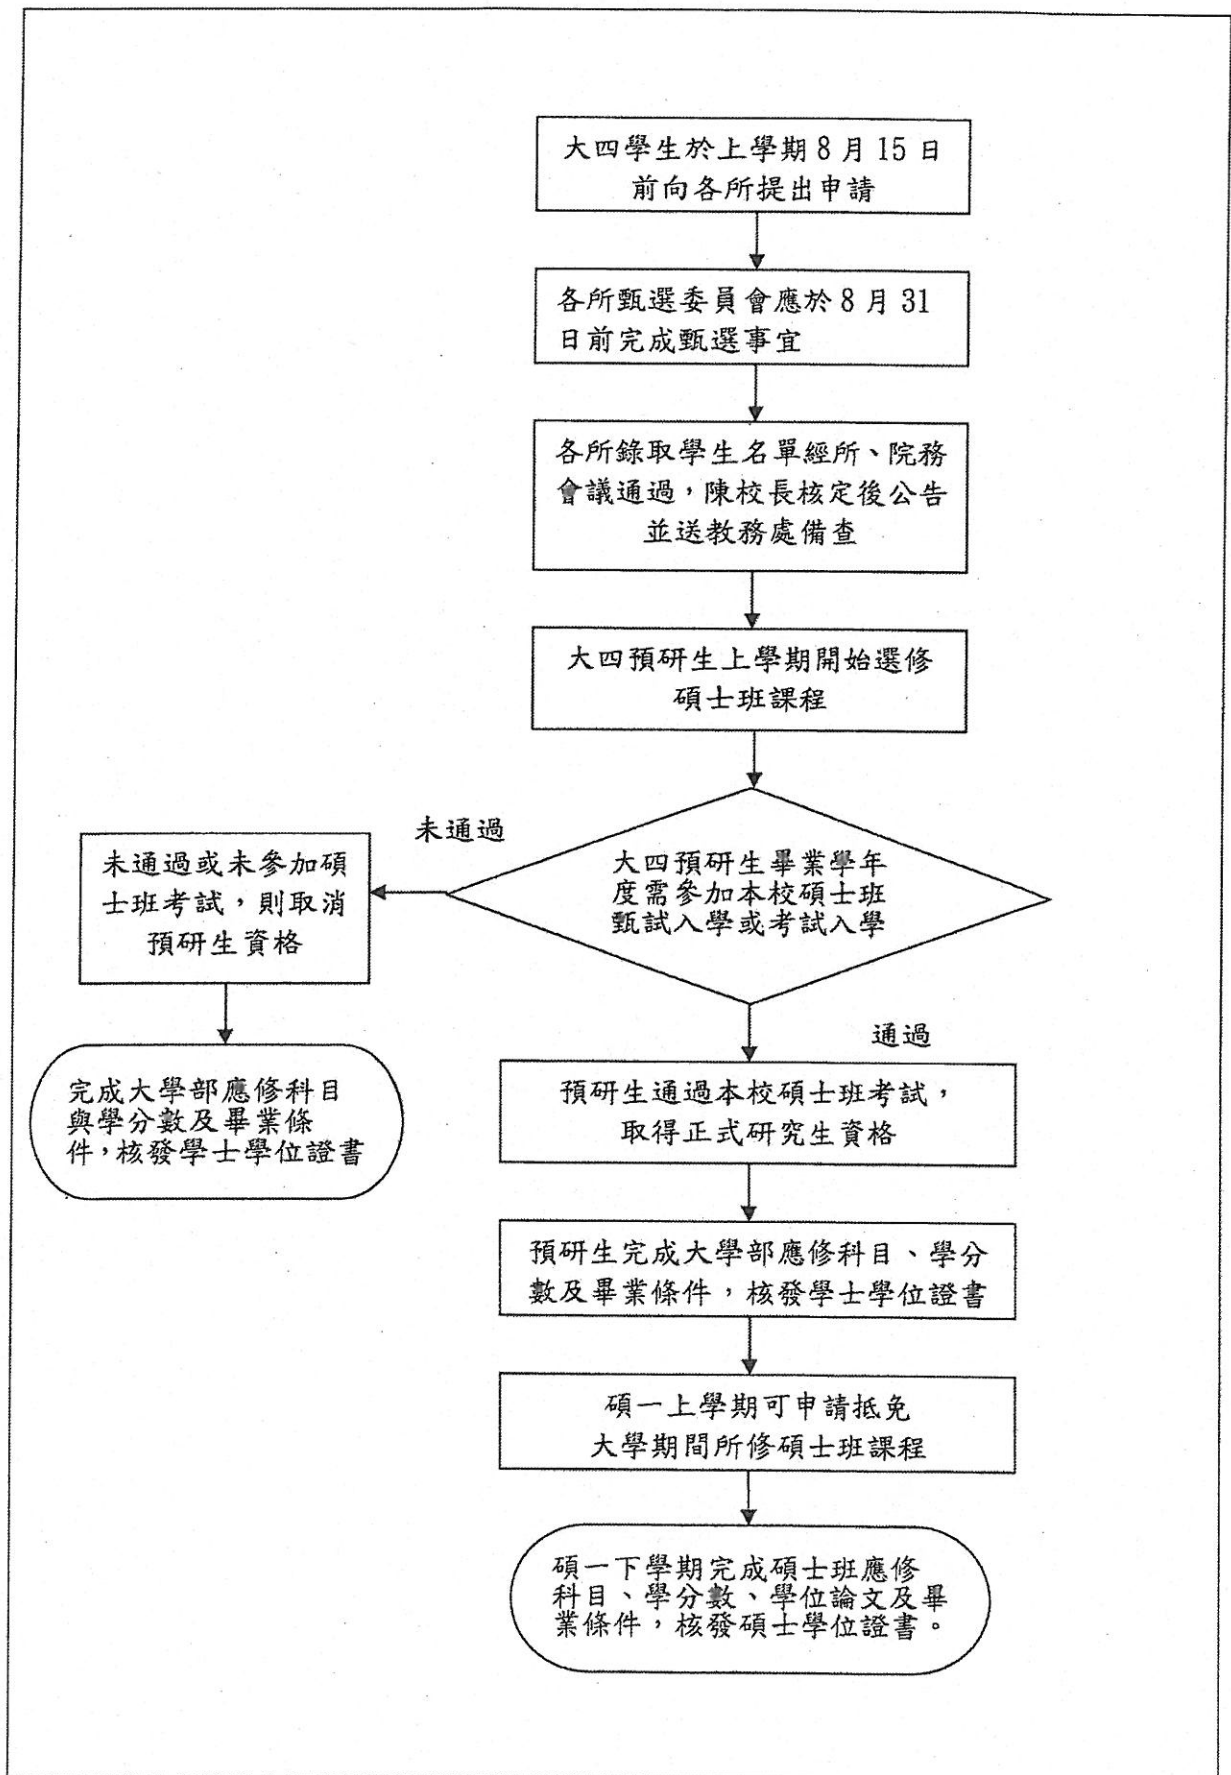 大四學生於上學期 8 月 15 日
前向各所提出申請
各所甄選委員會應於 8 月 31
日前完成甄選事宜
各所錄取學生名單經所、院務
會議通過，陳校長核定後公告
並送教務處備查
大四預研生上學期開始選修
碩士班課程
大四預研生畢業學年
度需參加本校碩士班
甄試入學或考試入學
未通過
未通過或未參加碩
士班考試，則取消
預研生資格
完成大學部應修科目
與學分數及畢業條
件，核發學士學位證書
通過
預研生通過本校碩士班考試，
取得正式研究生資格
預研生完成大學部應修科目、學分
數及畢業條件，核發學士學位證書
碩一上學期可申請抵免
大學期間所修碩士班課程
碩一下學期完成碩士班應修
科目、學分數、學位論文及畢
業條件，核發碩士學位證書。